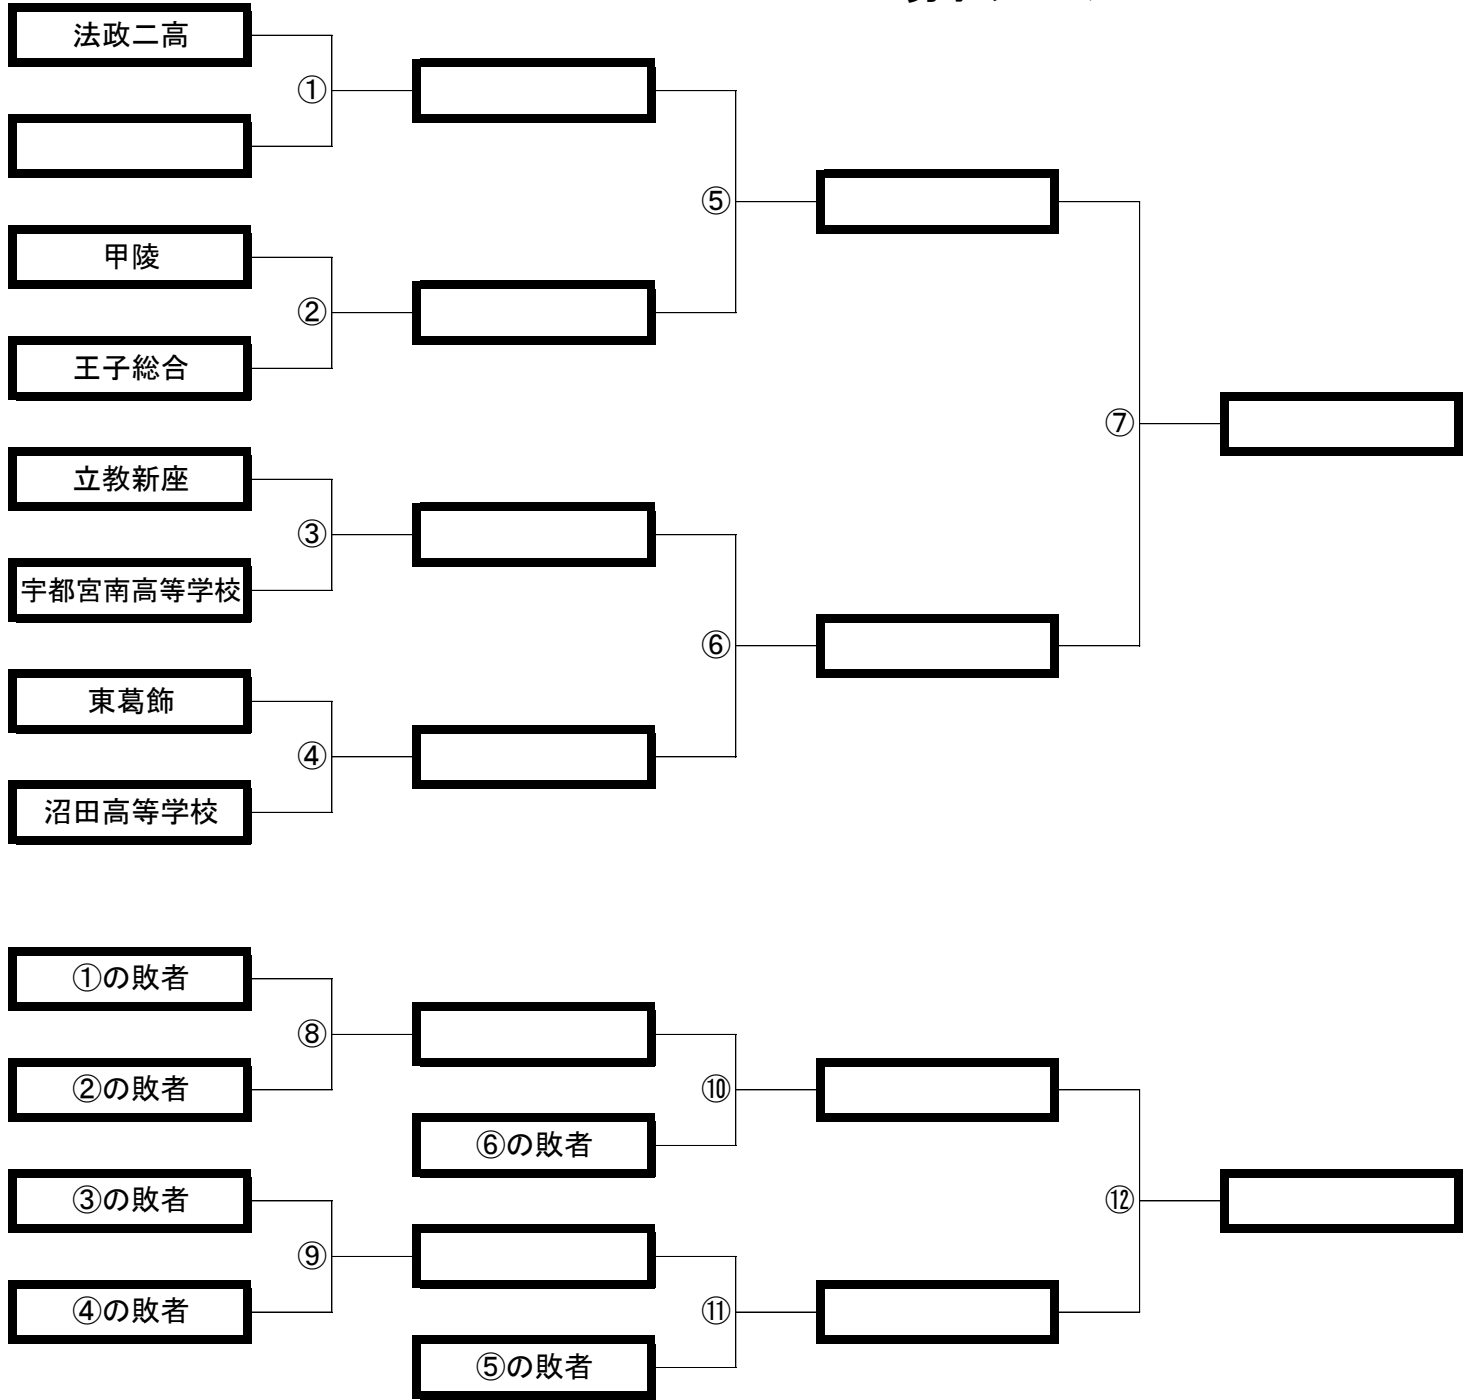 法政二高
①
⑤
甲陵
②
王子総合
⑦
立教新座
③
宇都宮南高等学校
⑥
東葛飾
④
沼田高等学校
①の敗者
⑧
②の敗者
⑩
⑥の敗者
③の敗者
⑫
⑨
④の敗者
⑪
⑤の敗者